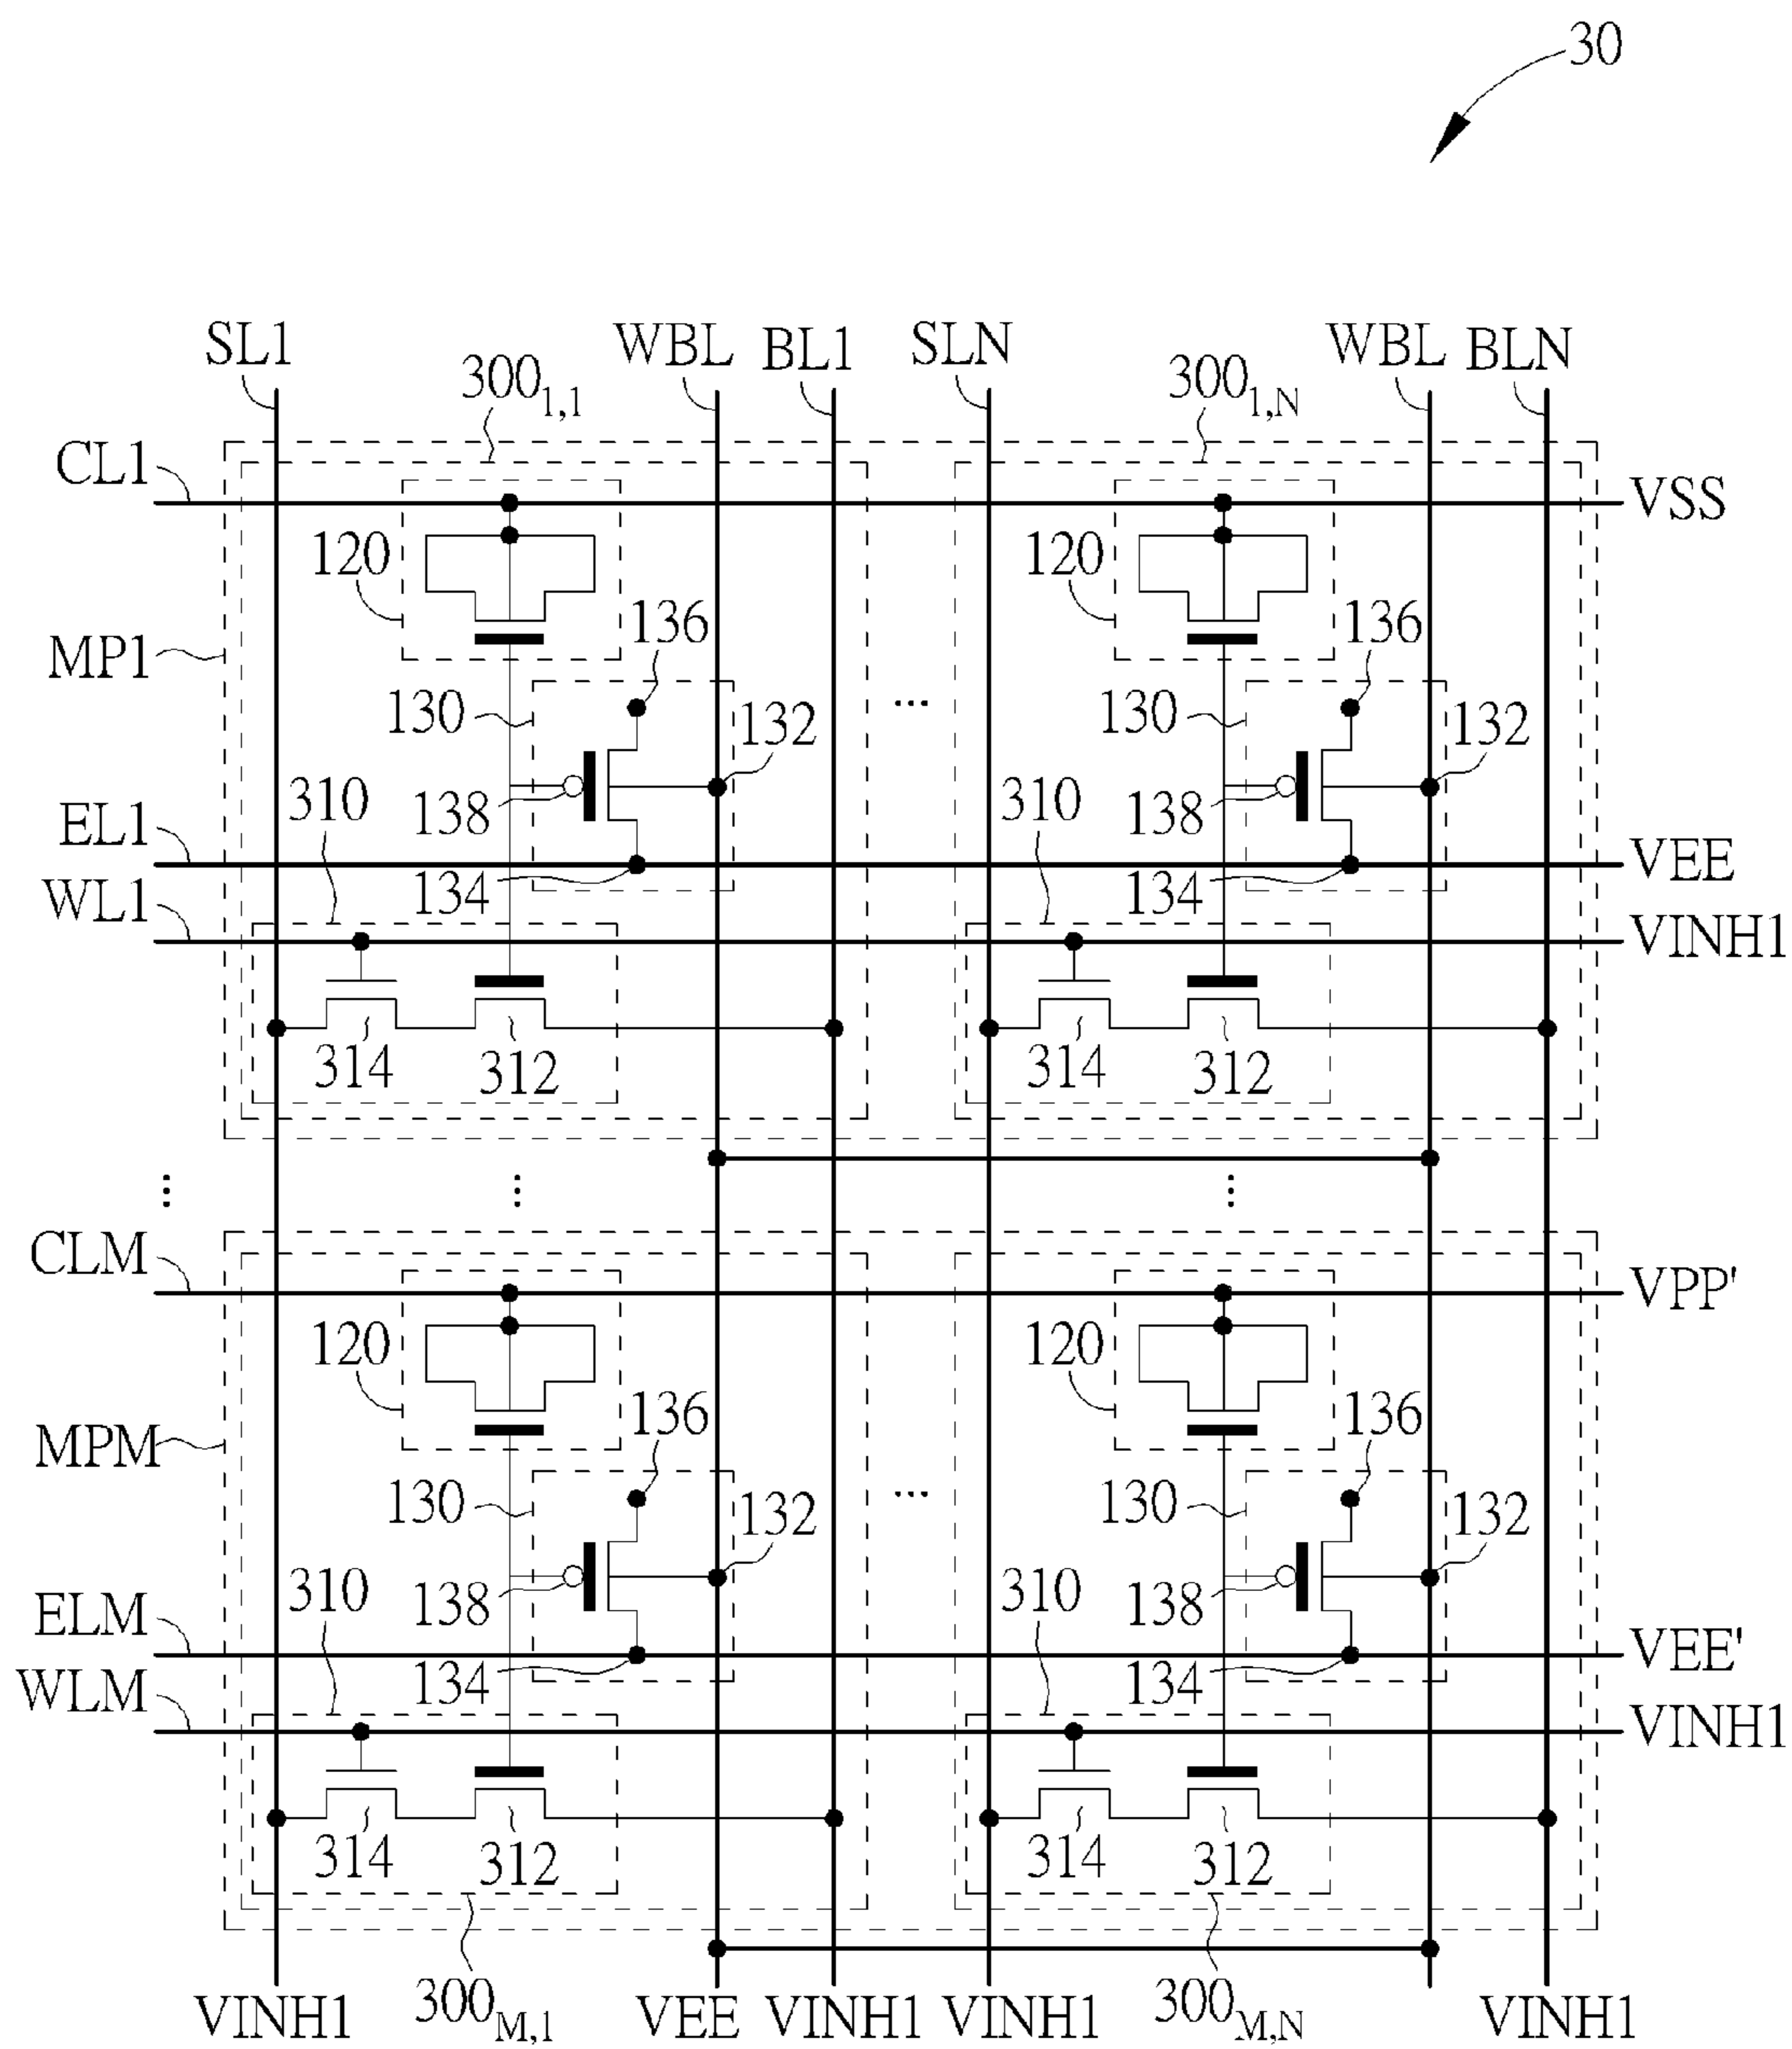 30
SL1 WBL BL1 SLN WBL BLN
3001,1 3001,N
CL1 VSS
120 120
136 136
MP1
130 130
132 132
310 138 310 138
EL1 VEE
134 134
WL1 VINH1
314 312 314 312
... ...
CLM VPP'
120 120
136 136
MPM
130 130
132 132
310 138 310 138
ELM VEE'
134 134
WLM VINH1
314 312 314 312
300M,1 300M,N
VINH1 VEE VINH1 VINH1 VINH1